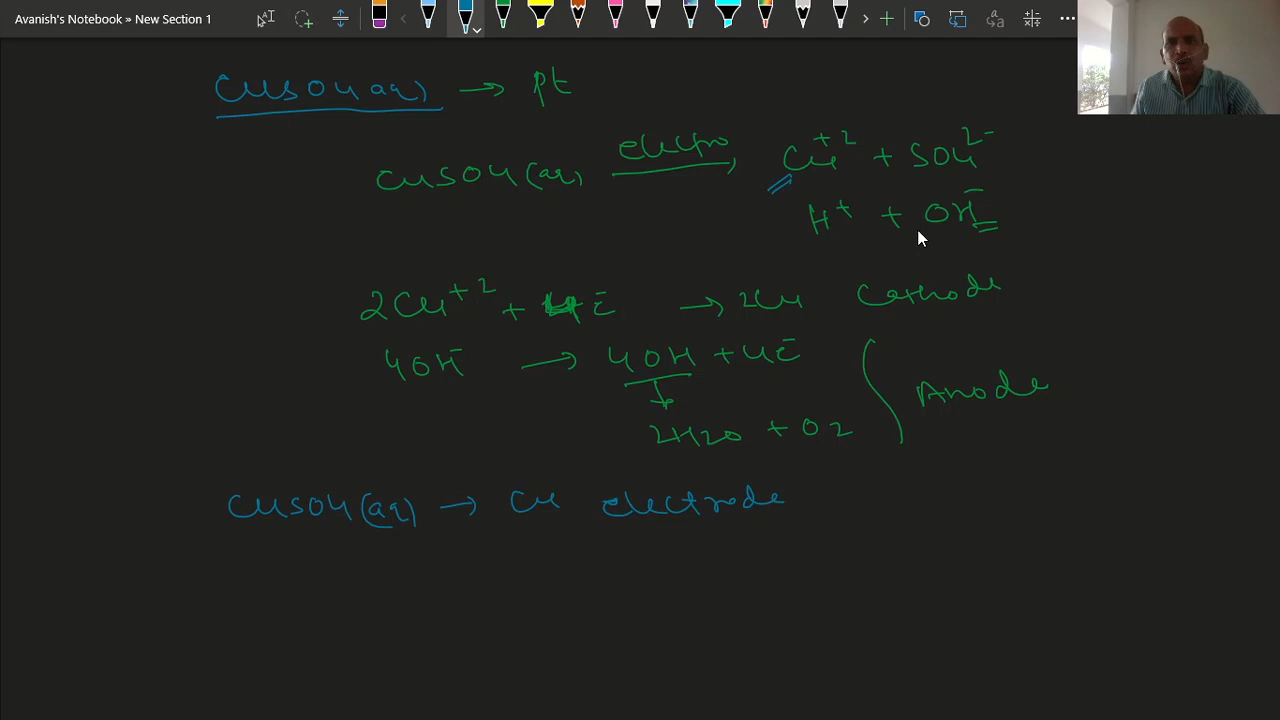 Avanish's Notebook » New Section 1
CuSO4 aq) → Pt
CuSO4 (aq) electro → Cu+2 + SO4 2-
H+ + OH-
2Cu+2 + 4e- → 2Cu Cathode
4OH- → 4OH + 4e-
Anode
2H2O + O2
CuSO4(aq) → Cu electrode